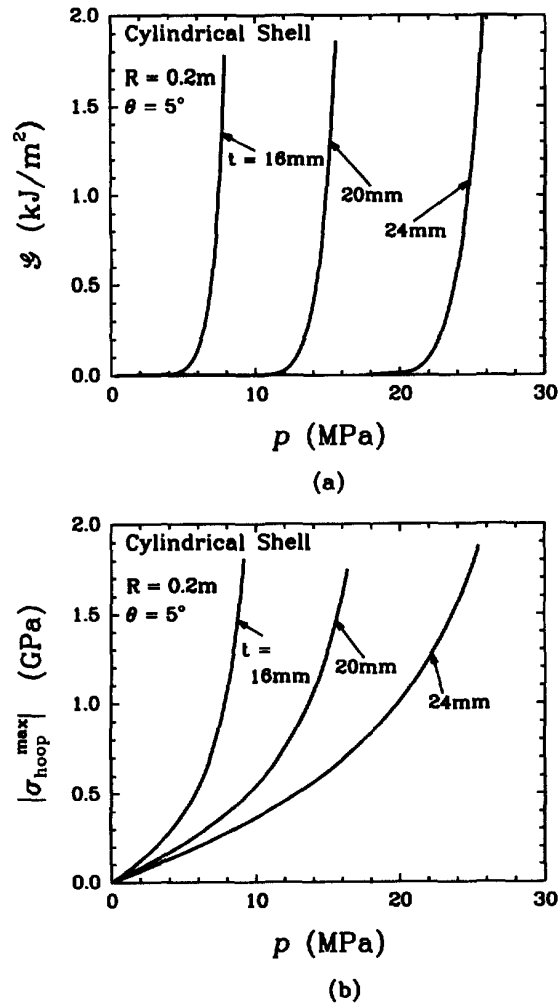 2.0
Cylindrical Shell
R = 0.2m
θ = 5°
1.5
t = 16mm
20mm
24mm
1.0
0.5
0.0
𝒢 (kJ/m²)
0 10 20 30
p (MPa)
(a)
2.0
Cylindrical Shell
R = 0.2m
θ = 5°
1.5
t =
16mm
20mm
24mm
1.0
0.5
0.0
|σ_hoop^max| (GPa)
0 10 20 30
p (MPa)
(b)